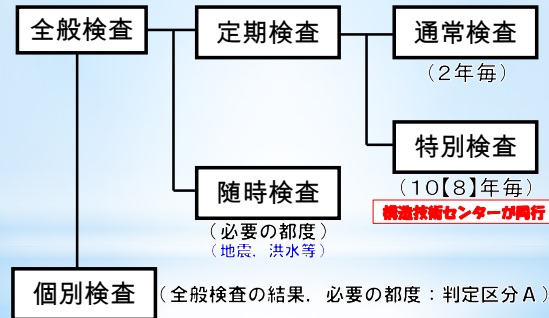 全般検査
定期検査
通常検査
(2年毎)
特別検査
(10【8】年毎)
構造技術センターが同行
随時検査
(必要の都度)
(地震、洪水等)
個別検査
(全般検査の結果、必要の都度:判定区分A)